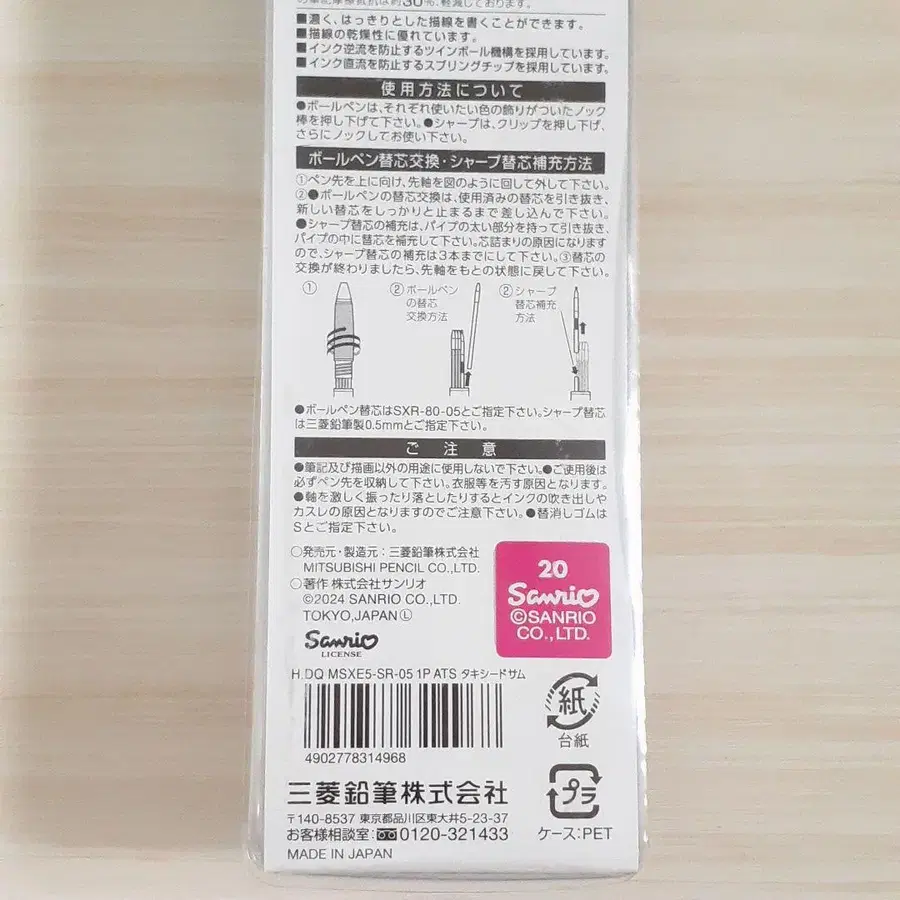 の筆記摩擦抵抗は約30%、軽減しております。
■濃く、はっきりとした描線を書くことができます。
■描線の乾燥性に優れています。
■インク逆流を防止するツインボール機構を採用しています。
■インク直流を防止するスプリングチップを採用しています。
使用方法について
●ボールペンは、それぞれ使いたい色の飾りがついたノック
棒を押し下げて下さい。●シャープは、クリップを押し下げ、
さらにノックしてお使い下さい。
ボールペン替芯交換・シャープ替芯補充方法
①ペン先を上に向け、先軸を図のように回して外して下さい。
②●ボールペンの替芯交換は、使用済みの替芯を引き抜き、
新しい替芯をしっかりと止まるまで差し込んで下さい。
●シャープ替芯の補充は、パイプの太い部分を持って引き抜き、
パイプの中に替芯を補充して下さい。芯詰まりの原因になります
ので、シャープ替芯の補充は3本までにして下さい。③替芯の
交換が終わりましたら、先軸をもとの状態に戻して下さい。
①
②ボールペン
の替芯
交換方法
②シャープ
替芯補充
方法
●ボールペン替芯はSXR-80-05とご指定下さい。シャープ替芯
は三菱鉛筆製0.5mmとご指定下さい。
ご注意
●筆記及び描画以外の用途に使用しないで下さい。●ご使用後は
必ずペン先を収納して下さい。衣服等を汚す原因となります。
●軸を激しく振ったり落としたりするとインクの吹き出しや
カスレの原因となりますのでご注意下さい。●替消しゴムは
Sとご指定下さい。
○発売元・製造元：三菱鉛筆株式会社
MITSUBISHI PENCIL CO.,LTD.
○著作 株式会社サンリオ
©2024 SANRIO CO.,LTD.
TOKYO,JAPAN Ⓛ
Sanrio
LICENSE
20
Sanrio
©SANRIO
CO.,LTD.
H.DQ MSXE5-SR-05 1P ATS タキシードサム
4902778314968
紙
台紙
三菱鉛筆株式会社
〒140-8537 東京都品川区東大井5-23-37
お客様相談室：0120-321433
MADE IN JAPAN
プラ
ケース：PET